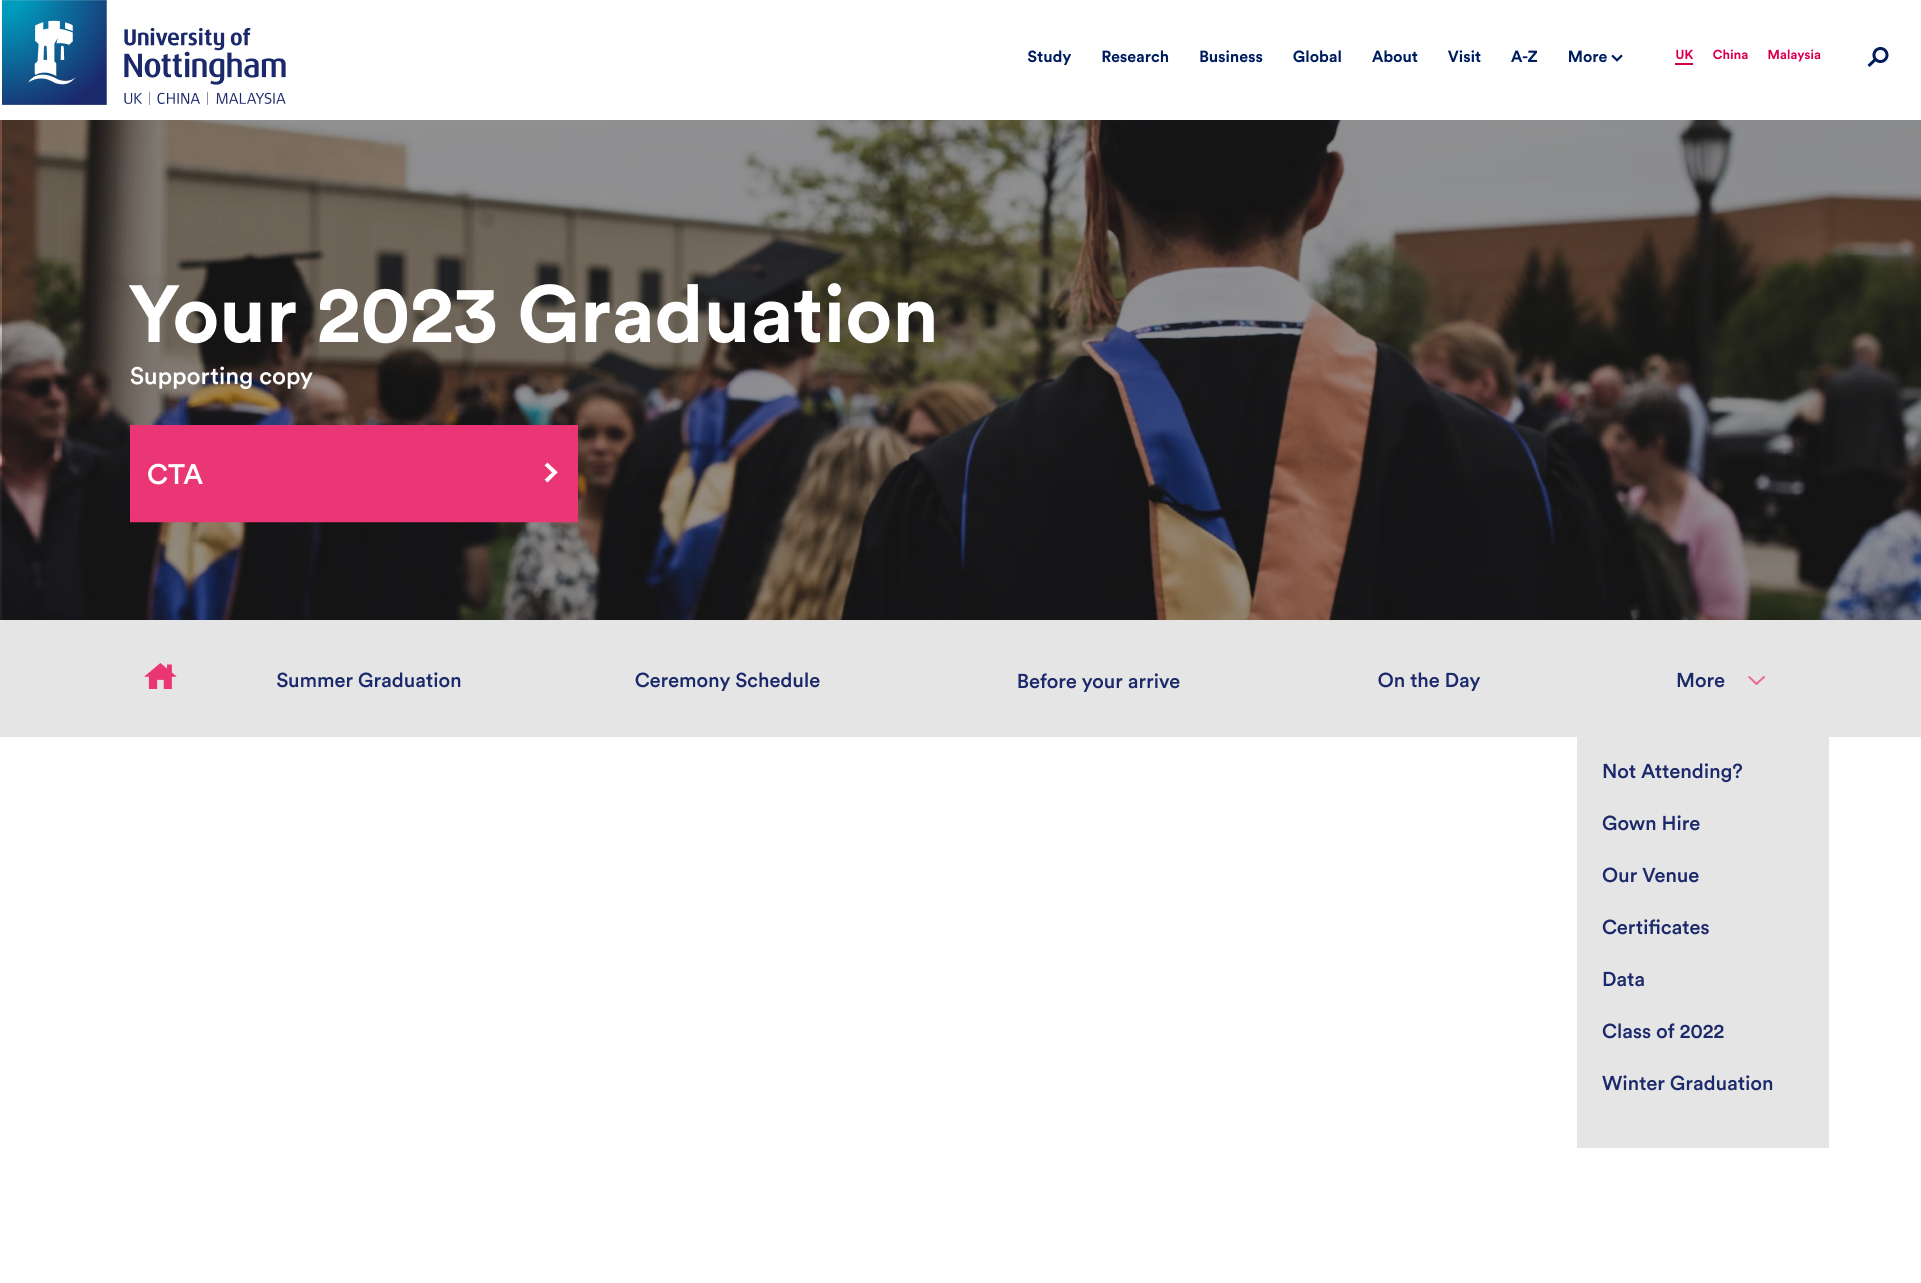 University of
Nottingham
UK | CHINA | MALAYSIA
Study Research Business Global About Visit A-Z More UK China Malaysia
Your 2023 Graduation
Supporting copy
CTA
Summer Graduation Ceremony Schedule Before your arrive On the Day More
Not Attending?
Gown Hire
Our Venue
Certificates
Data
Class of 2022
Winter Graduation